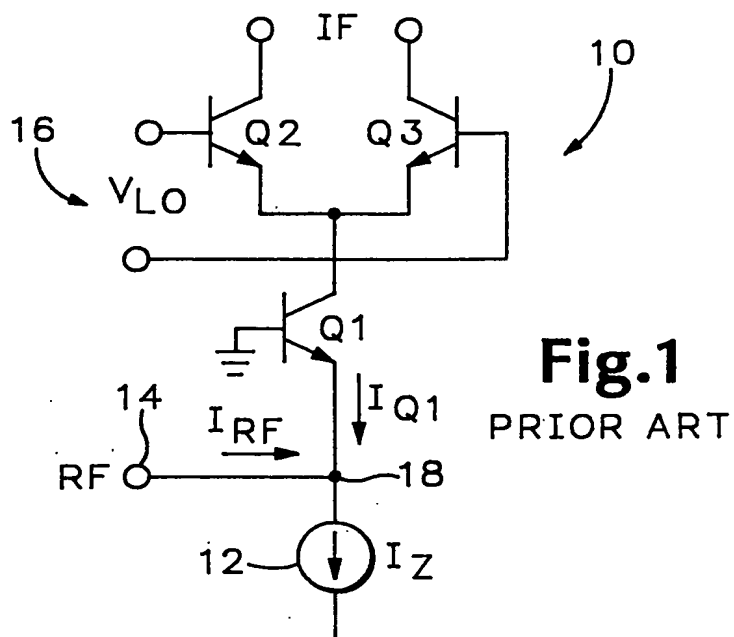 IF
10
16
Q2
Q3
VLO
Q1
Fig.1
PRIOR ART
14
IRF
IQ1
RF
18
12
IZ